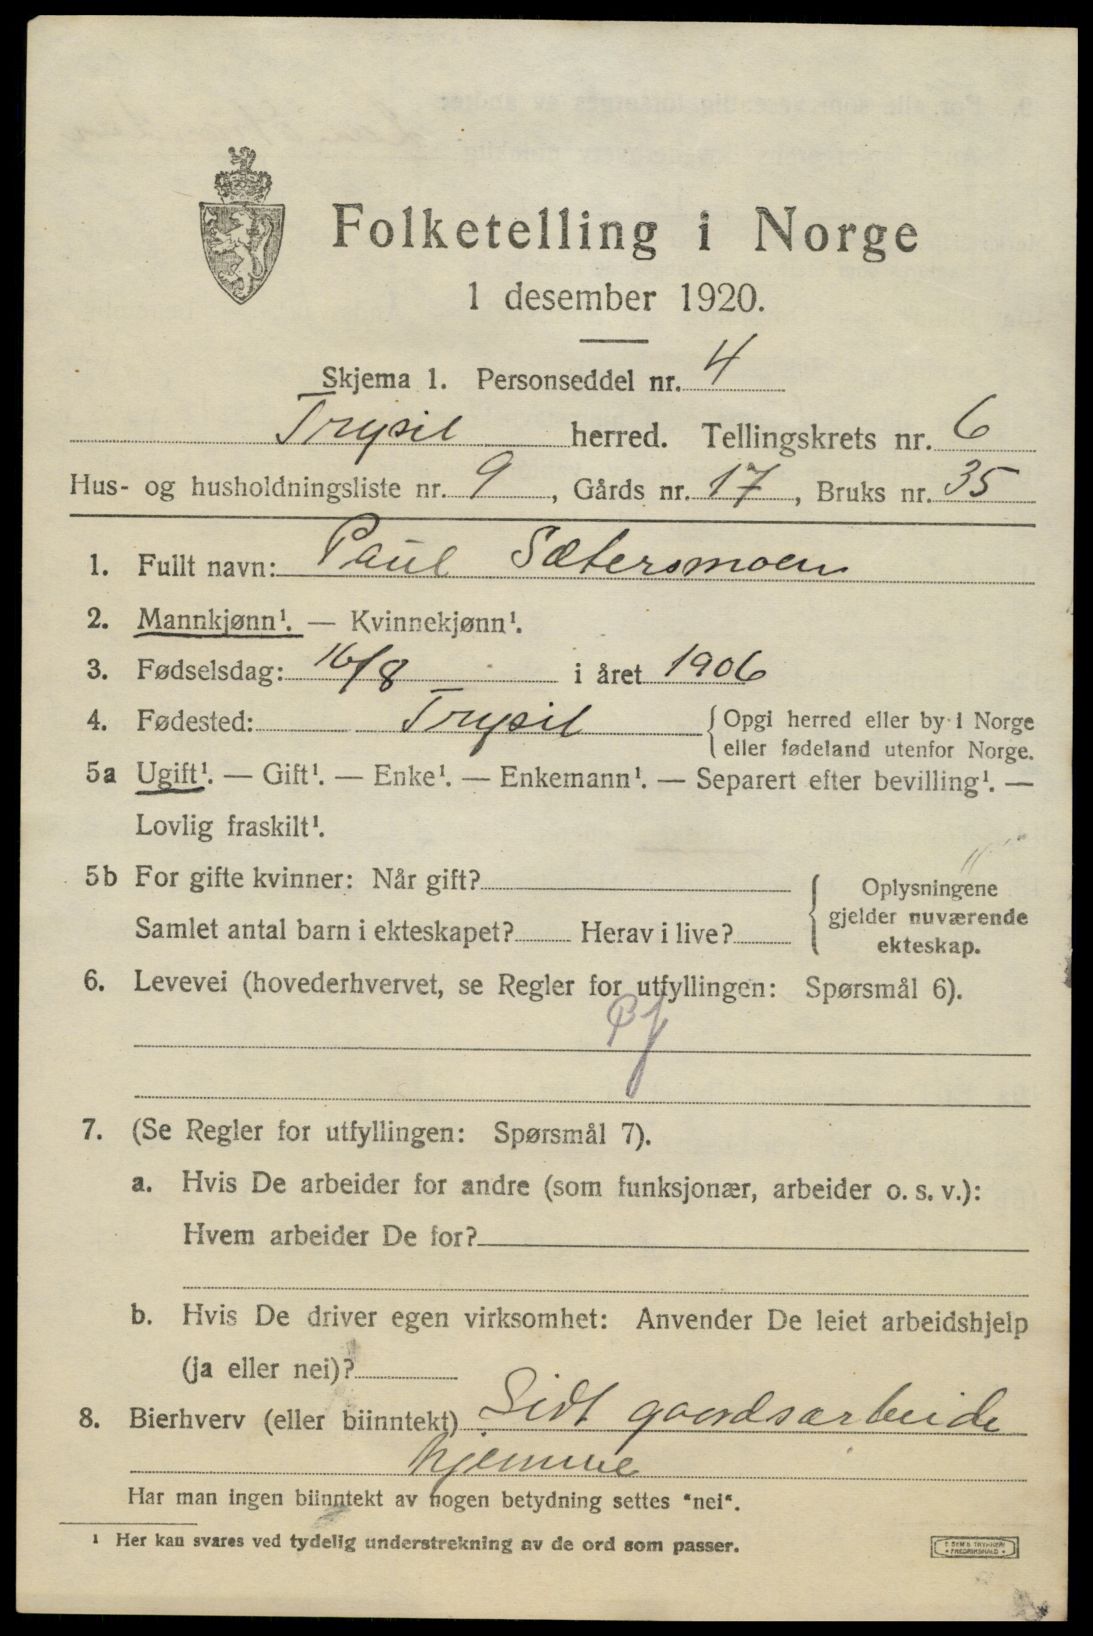 Folketelling i Norge
1 desember 1920.
Skjema 1. Personseddel nr. 4
Trysil herred. Tellingskrets nr. 6
Hus- og husholdningsliste nr. 9, Gårds nr. 17, Bruks nr. 35
1. Fullt navn: Paul Sætersmoen
2. Mannkjønn¹. — Kvinnekjønn¹.
3. Fødselsdag: 16/8 i året 1906
4. Fødested: Trysil { Opgi herred eller by i Norge
eller fødeland utenfor Norge.
5a Ugift¹. — Gift¹. — Enke¹. — Enkemann¹. — Separert efter bevilling¹. —
Lovlig fraskilt¹.
5b For gifte kvinner: Når gift?
Samlet antal barn i ekteskapet? Herav i live?
Oplysningene
gjelder nuværende
ekteskap.
6. Levevei (hovederhvervet, se Regler for utfyllingen: Spørsmål 6).
7. (Se Regler for utfyllingen: Spørsmål 7).
a. Hvis De arbeider for andre (som funksjonær, arbeider o. s. v.):
Hvem arbeider De for?
b. Hvis De driver egen virksomhet: Anvender De leiet arbeidshjelp
(ja eller nei)?
8. Bierhverv (eller biinntekt) Lidt gaardsarbeide
hjemme
Har man ingen biinntekt av nogen betydning settes "nei".
¹ Her kan svares ved tydelig understrekning av de ord som passer.